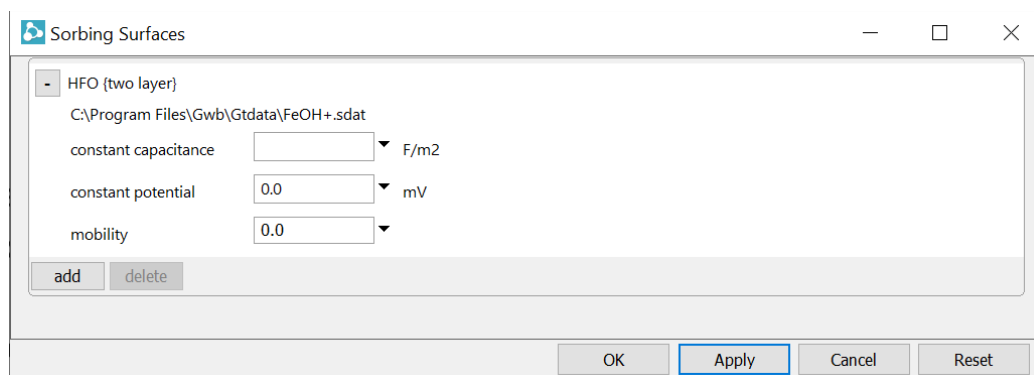 Sorbing Surfaces
- HFO {two layer}
C:\Program Files\Gwb\Gtdata\FeOH+.sdat
constant capacitance F/m2
constant potential 0.0 mV
mobility 0.0
add delete
OK Apply Cancel Reset